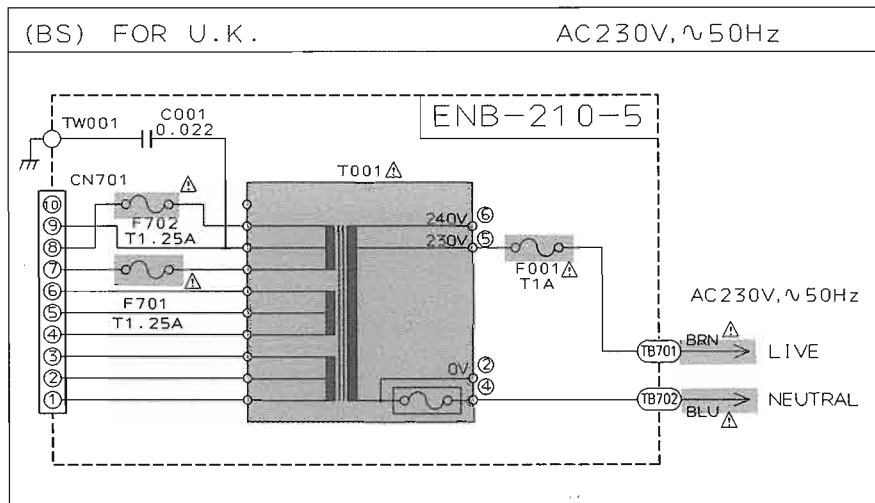 (BS) FOR U.K. AC230V,∿50Hz
ENB-210-5
TW001
C001
0.022
CN701
T001⚠
⚠
F702
T1.25A
⚠
F701
T1.25A
⑩
⑨
⑧
⑦
⑥
⑤
④
③
②
①
240V ⑥
230V ⑤
F001⚠
T1A
0V ②
④
AC230V,∿50Hz
TB701 BRN ⚠ LIVE
TB702 BLU ⚠ NEUTRAL